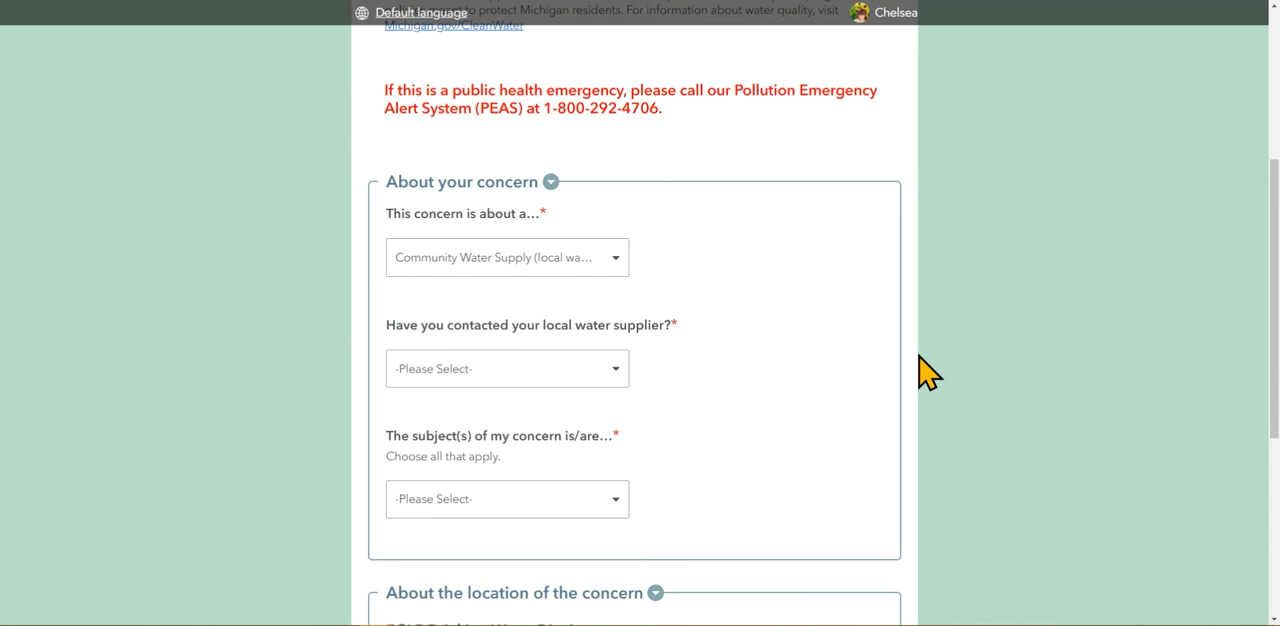 Default language
Chelsea
meant to protect Michigan residents. For information about water quality, visit
Michigan.gov/CleanWater
If this is a public health emergency, please call our Pollution Emergency
Alert System (PEAS) at 1-800-292-4706.
About your concern
This concern is about a...*
Community Water Supply (local wa...
Have you contacted your local water supplier?*
-Please Select-
The subject(s) of my concern is/are...*
Choose all that apply.
-Please Select-
About the location of the concern